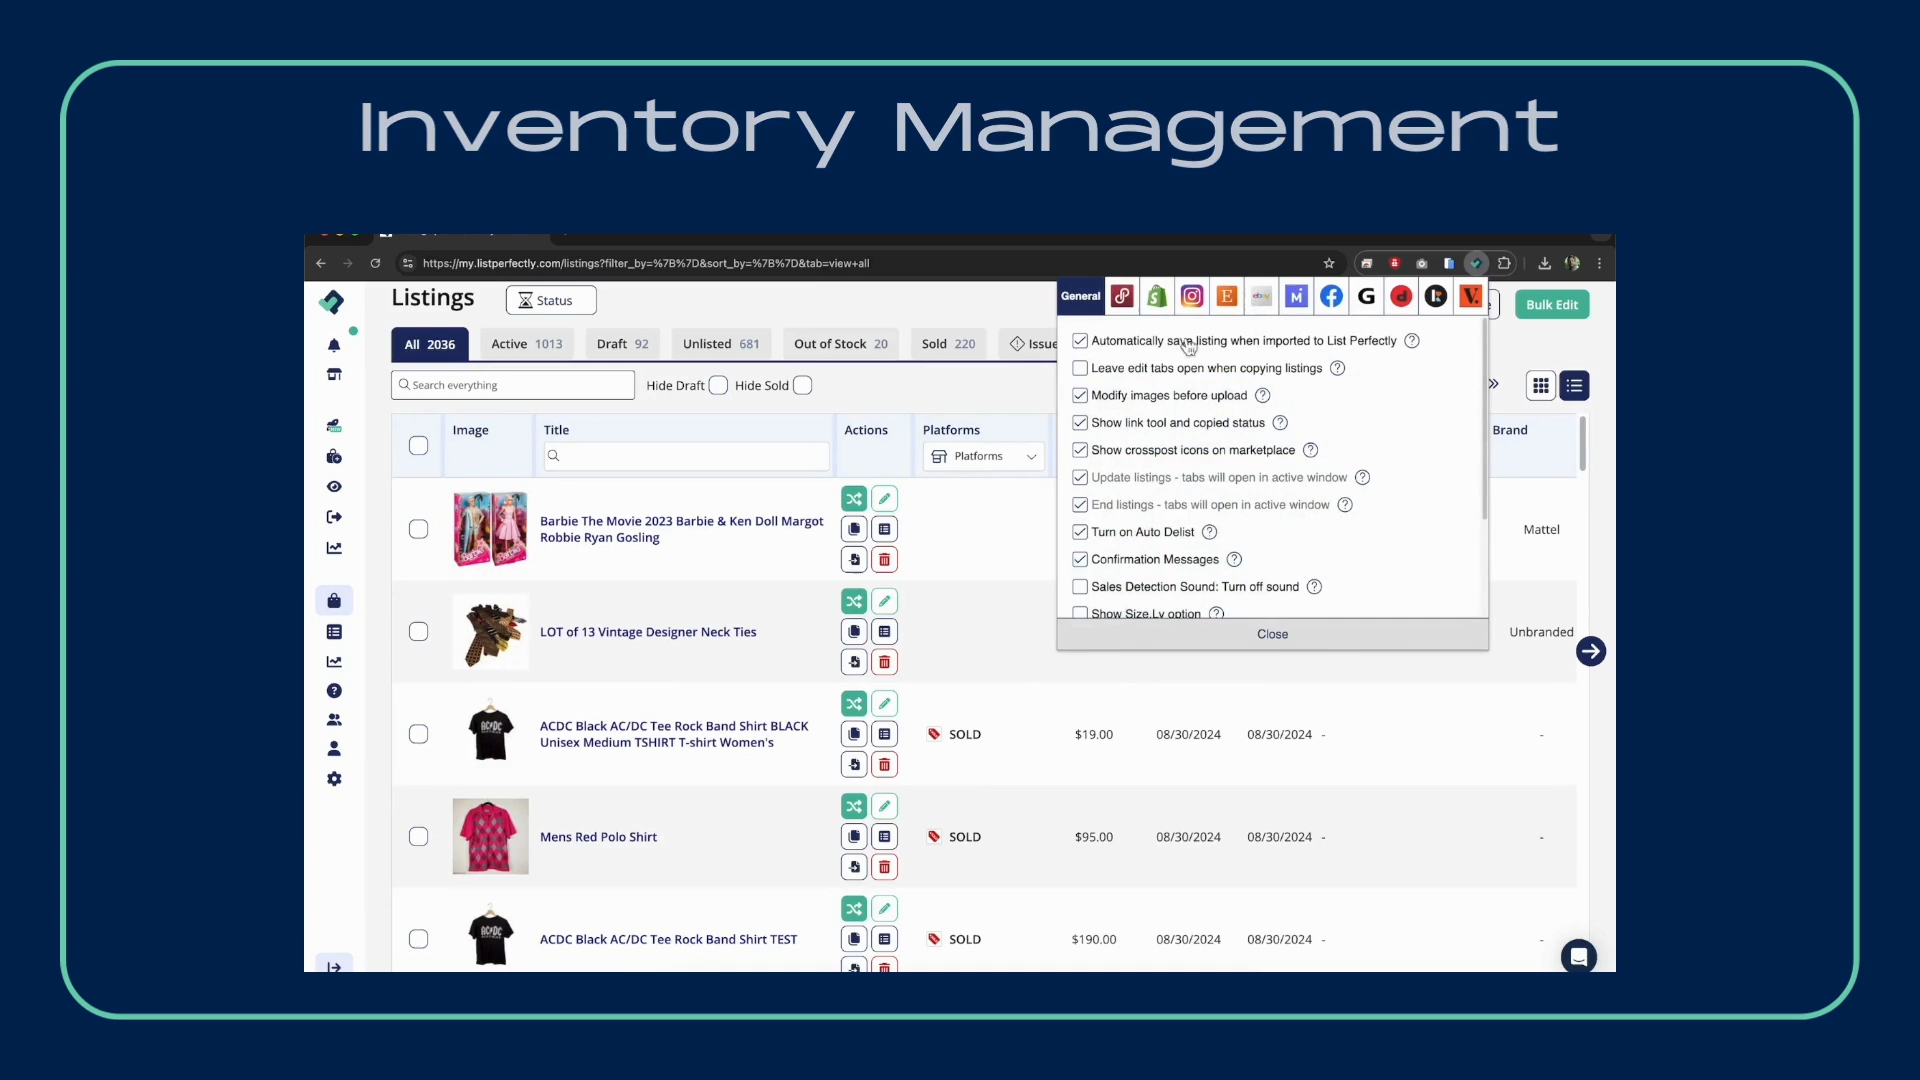 Inventory Management
https://my.listperfectly.com/listings?filter_by=%7B%7D&sort_by=%7B%7D&tab=view+all
Listings
Status
General
ebay
G
Bulk Edit
All 2036
Active 1013
Draft 92
Unlisted 681
Out of Stock 20
Sold 220
Issue
Search everything
Hide Draft
Hide Sold
Automatically save listing when imported to List Perfectly
Leave edit tabs open when copying listings
Modify images before upload
Show link tool and copied status
Show crosspost icons on marketplace
Update listings - tabs will open in active window
End listings - tabs will open in active window
Turn on Auto Delist
Confirmation Messages
Sales Detection Sound: Turn off sound
Show Size.Ly option
Close
Image
Title
Actions
Platforms
Brand
Platforms
Barbie The Movie 2023 Barbie & Ken Doll Margot
Robbie Ryan Gosling
Mattel
LOT of 13 Vintage Designer Neck Ties
Unbranded
ACDC Black AC/DC Tee Rock Band Shirt BLACK
Unisex Medium TSHIRT T-shirt Women's
SOLD
$19.00
08/30/2024
08/30/2024
-
-
Mens Red Polo Shirt
SOLD
$95.00
08/30/2024
08/30/2024
-
-
ACDC Black AC/DC Tee Rock Band Shirt TEST
SOLD
$190.00
08/30/2024
08/30/2024
-
-